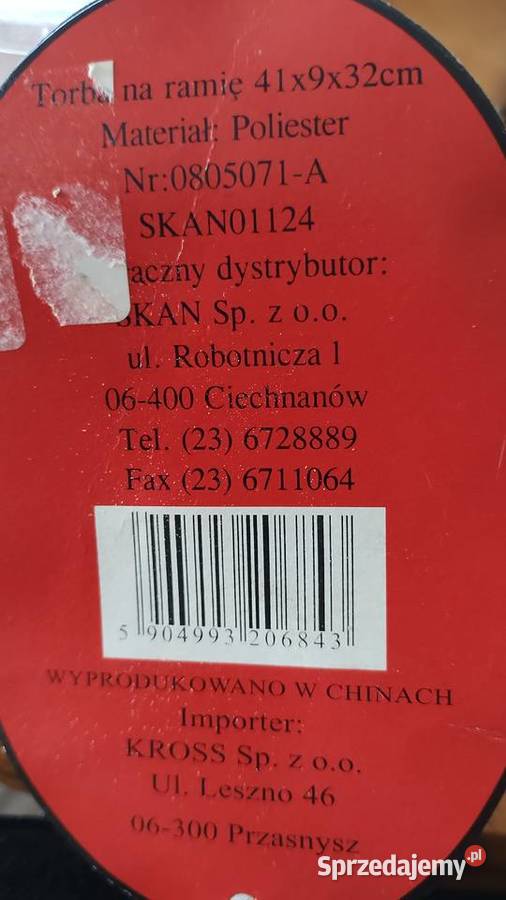 Torba na ramię 41x9x32cm
Materiał: Poliester
Nr:0805071-A
SKAN01124
dystrybutor:
SKAN Sp. z o.o.
ul. Robotnicza 1
06-400 Ciechnanów
Tel. (23) 6728889
Fax (23) 6711064
5 904993 206843
WYPRODUKOWANO W CHINACH
Importer:
KROSS Sp. z o.o.
Ul. Leszno 46
06-300 Przasnysz
Sprzedajemy.pl